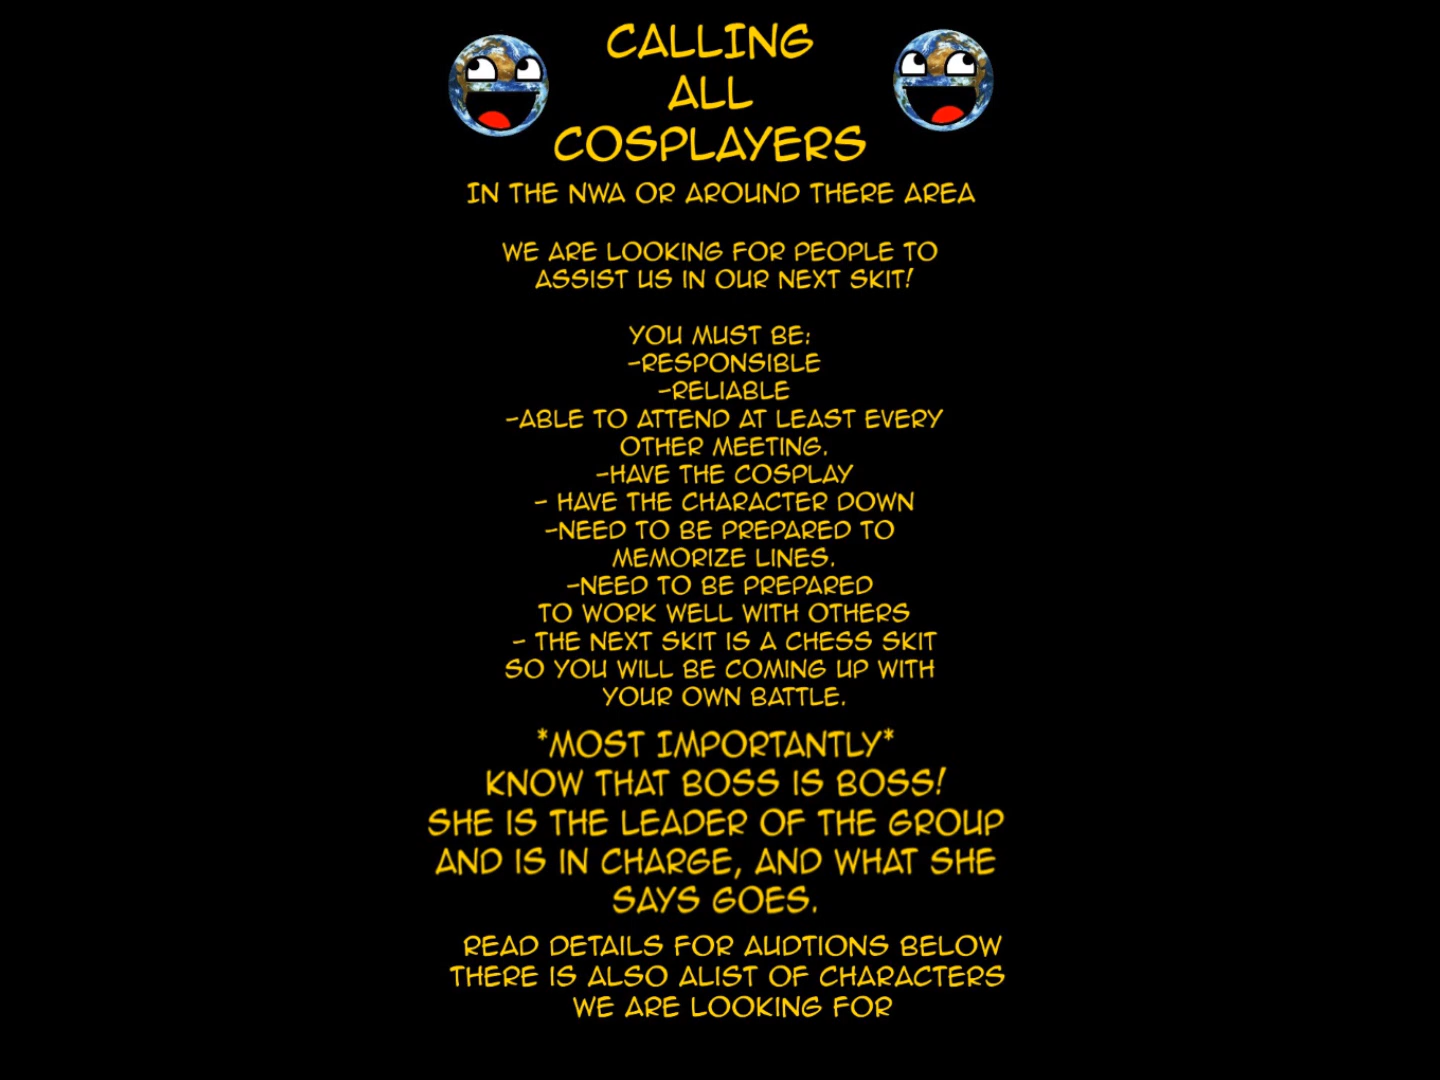 CALLING
ALL
COSPLAYERS
IN THE NWA OR AROUND THERE AREA
WE ARE LOOKING FOR PEOPLE TO
ASSIST US IN OUR NEXT SKIT!
YOU MUST BE:
-RESPONSIBLE
-RELIABLE
-ABLE TO ATTEND AT LEAST EVERY
OTHER MEETING.
-HAVE THE COSPLAY
- HAVE THE CHARACTER DOWN
-NEED TO BE PREPARED TO
MEMORIZE LINES.
-NEED TO BE PREPARED
TO WORK WELL WITH OTHERS
- THE NEXT SKIT IS A CHESS SKIT
SO YOU WILL BE COMING UP WITH
YOUR OWN BATTLE.
*MOST IMPORTANTLY*
KNOW THAT BOSS IS BOSS!
SHE IS THE LEADER OF THE GROUP
AND IS IN CHARGE, AND WHAT SHE
SAYS GOES.
READ DETAILS FOR AUDTIONS BELOW
THERE IS ALSO ALIST OF CHARACTERS
WE ARE LOOKING FOR